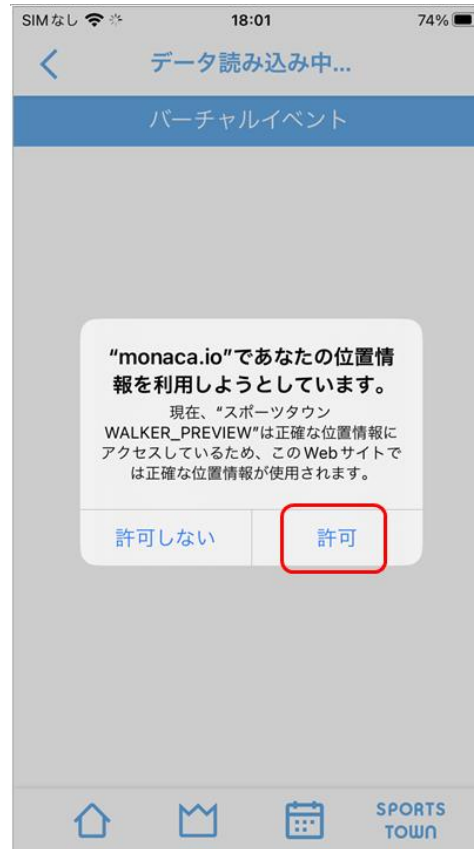 SIMなし 18:01 74%
データ読み込み中...
バーチャルイベント
“monaca.io”であなたの位置情
報を利用しようとしています。
現在、“スポーツタウン
WALKER_PREVIEW”は正確な位置情報に
アクセスしているため、このWebサイトで
は正確な位置情報が使用されます。
許可しない 許可
SPORTS
TOWN